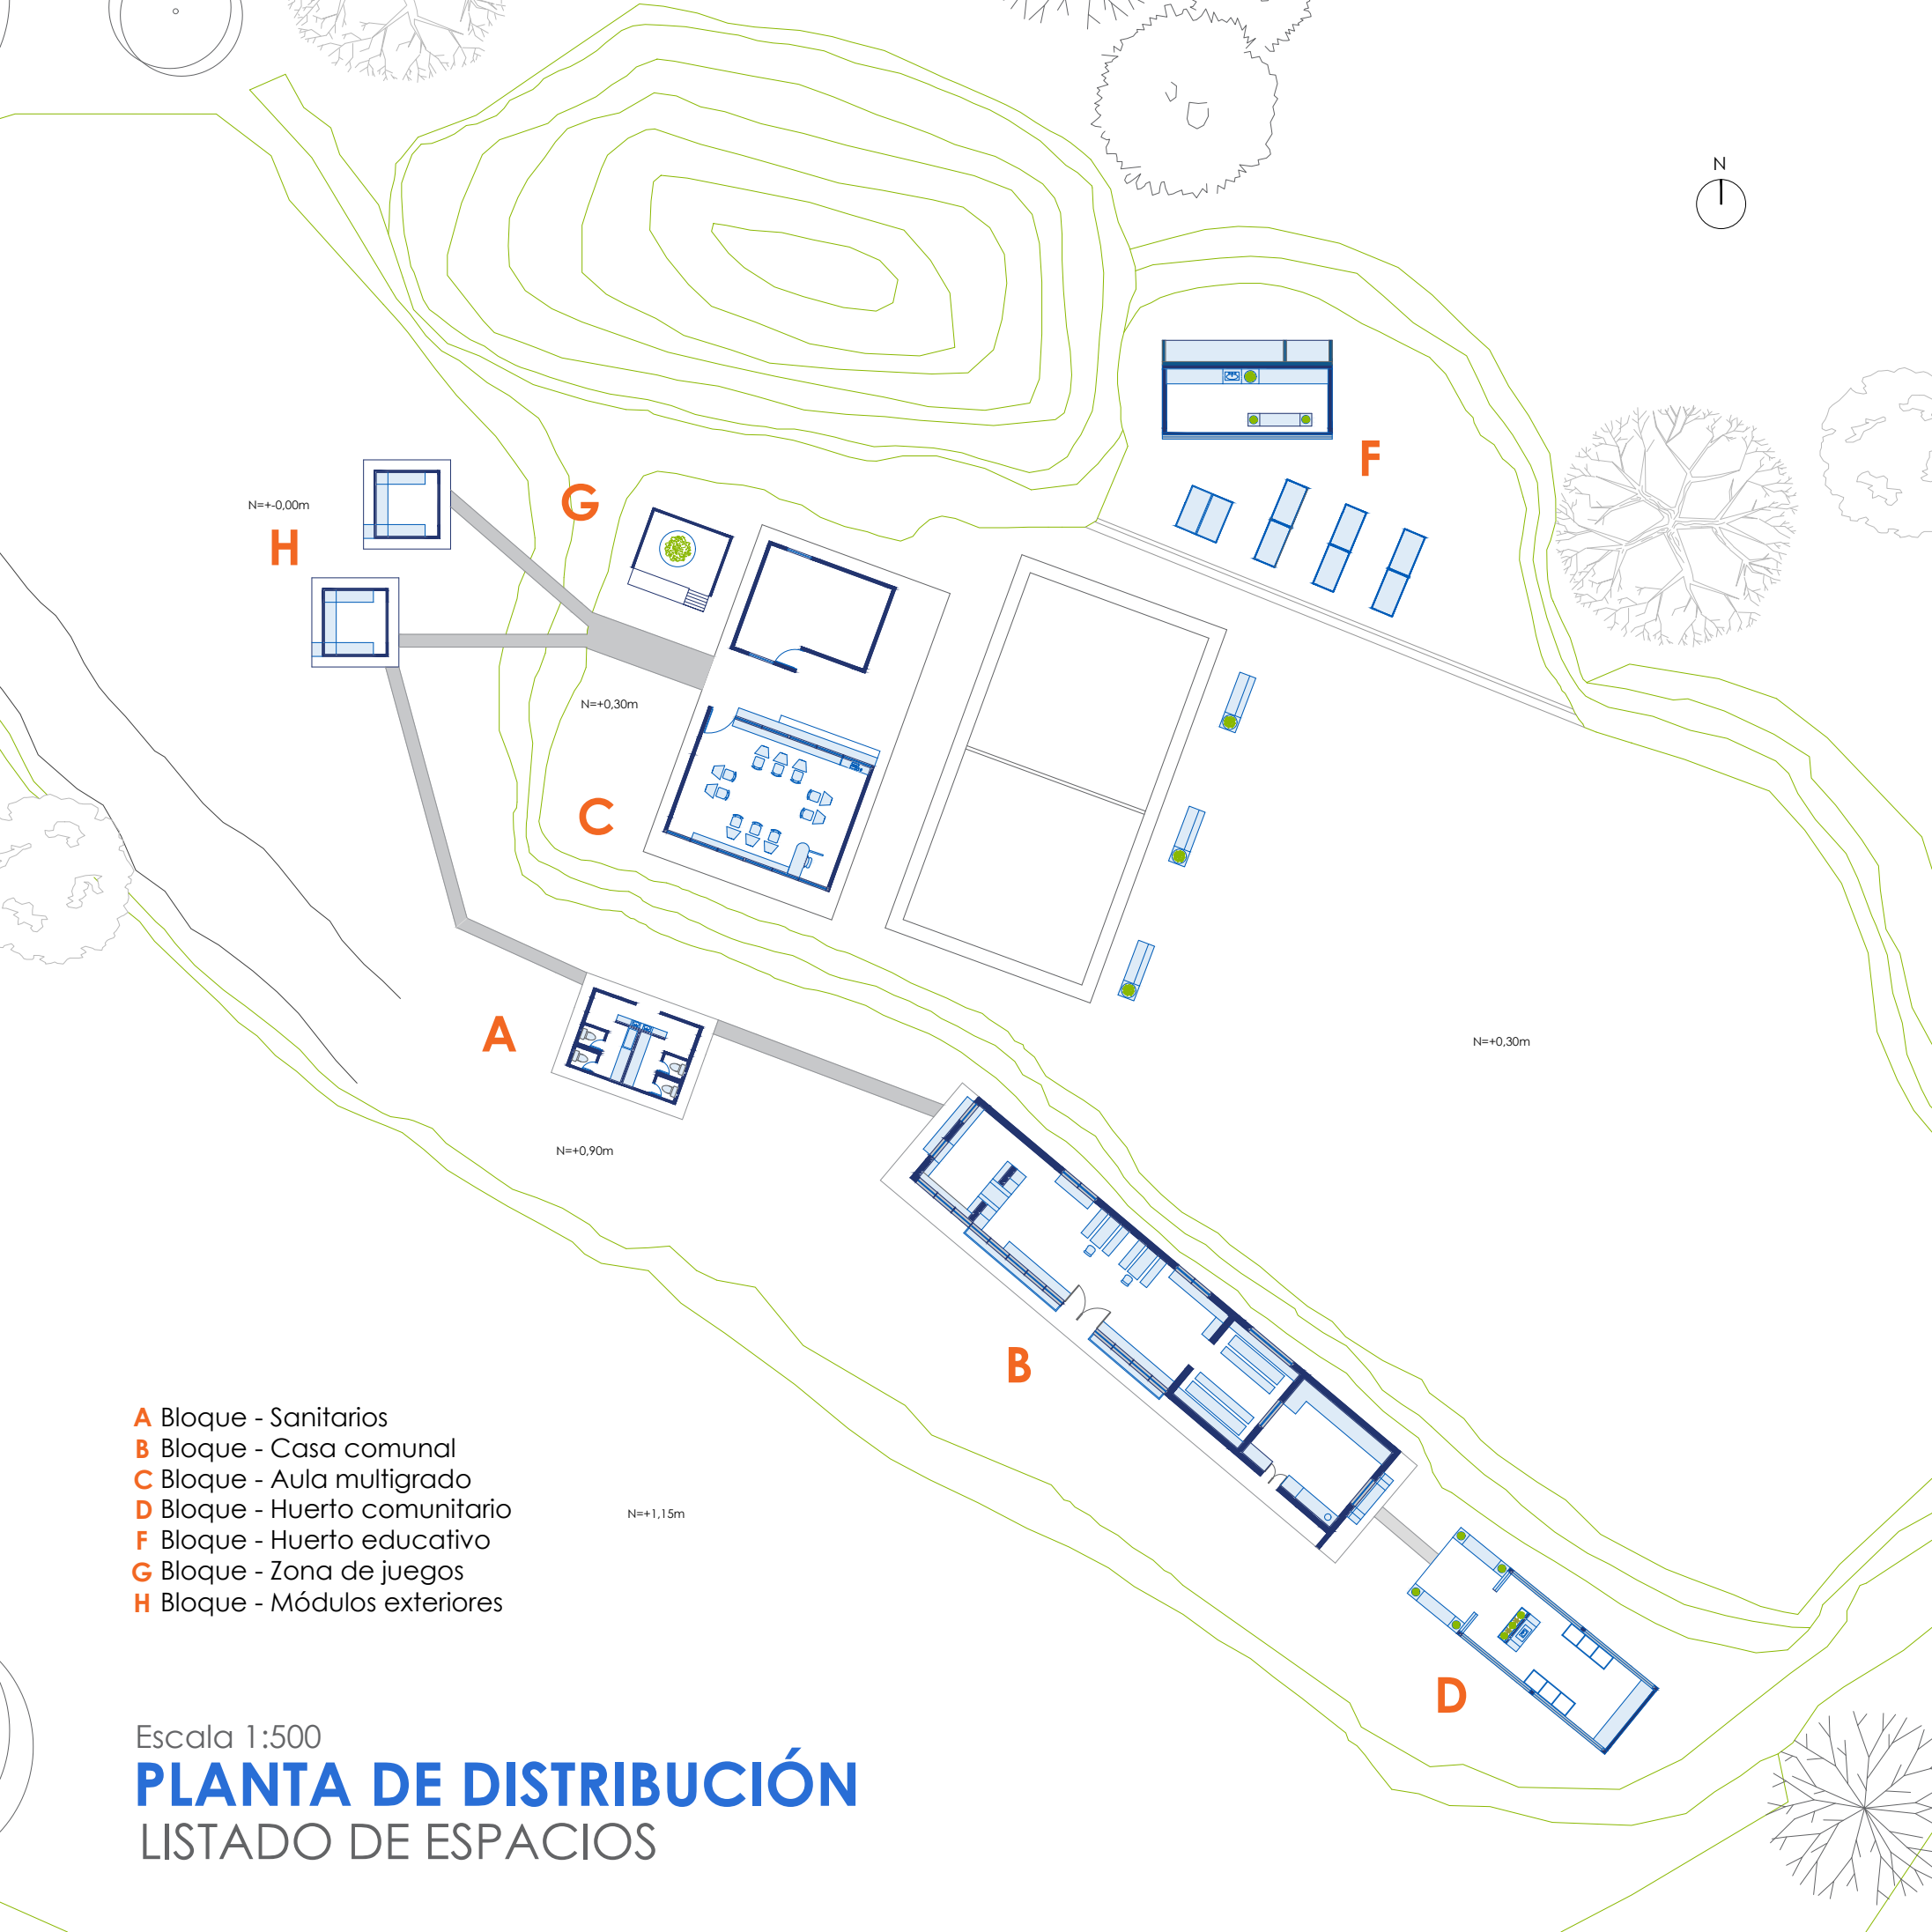 N
F
G
N=+-0,00m
H
N=+0,30m
C
A
N=+0,30m
N=+0,90m
B
A Bloque - Sanitarios
B Bloque - Casa comunal
C Bloque - Aula multigrado
D Bloque - Huerto comunitario
F Bloque - Huerto educativo
G Bloque - Zona de juegos
H Bloque - Módulos exteriores
N=+1,15m
D
Escala 1:500
PLANTA DE DISTRIBUCIÓN
LISTADO DE ESPACIOS